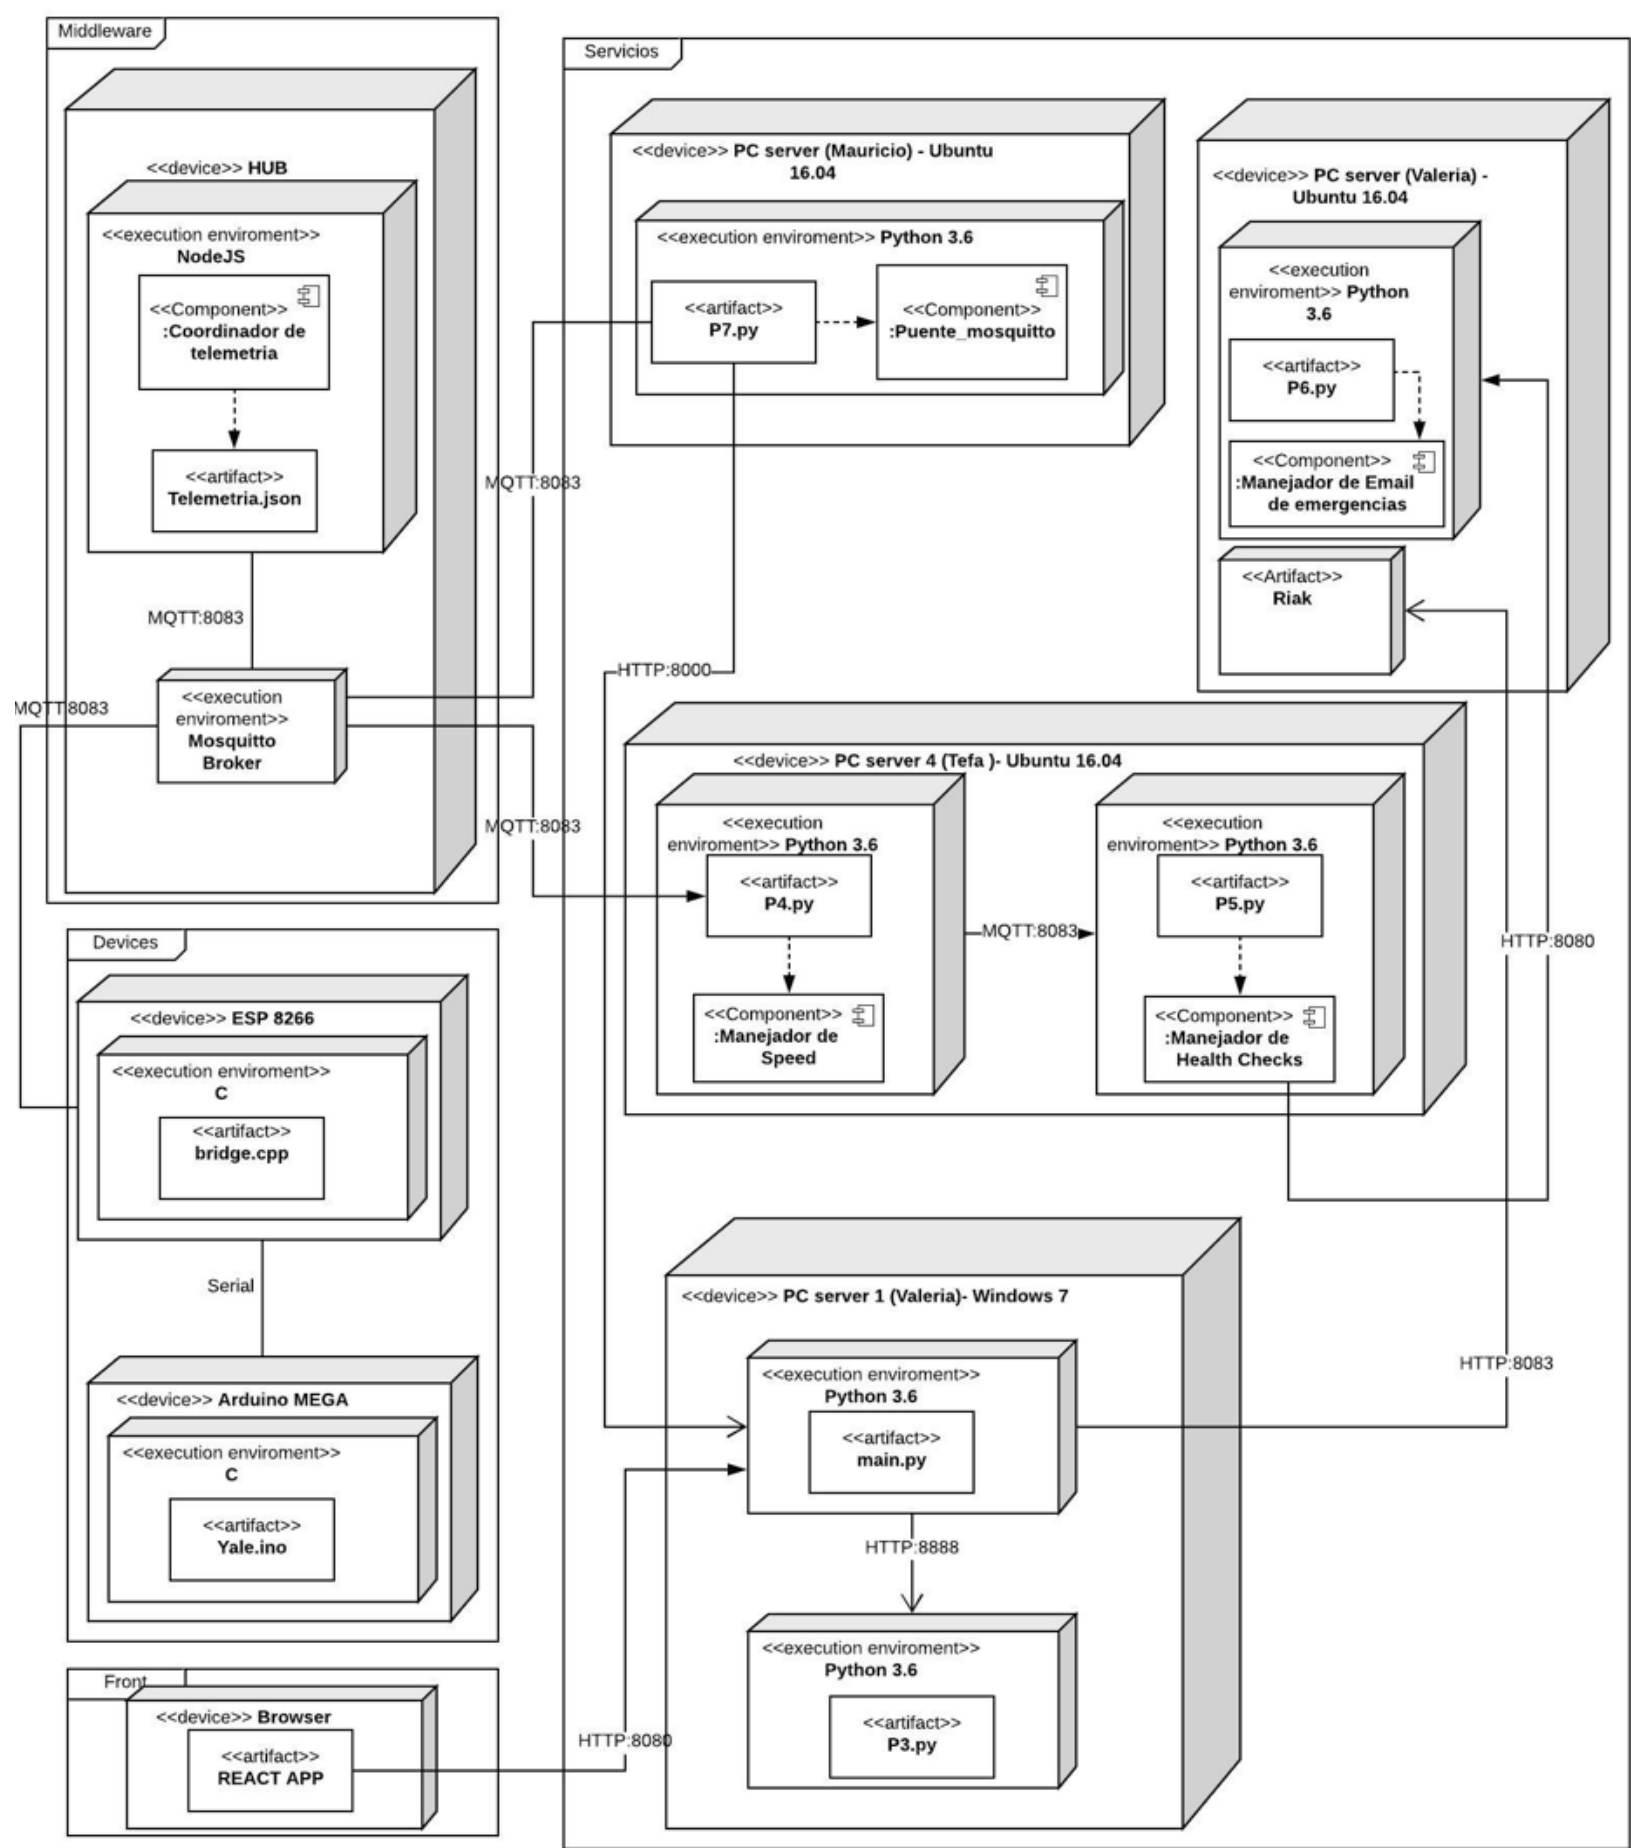 Middleware
<<device>> HUB
<<execution enviroment>>
NodeJS
<<Component>>
:Coordinador de
telemetria
<<artifact>>
Telemetria.json
MQTT:8083
<<execution
enviroment>>
Mosquitto
Broker
MQTT:8083
MQTT:8083
MQTT:8083
Devices
<<device>> ESP 8266
<<execution enviroment>>
C
<<artifact>>
bridge.cpp
Serial
<<device>> Arduino MEGA
<<execution enviroment>>
C
<<artifact>>
Yale.ino
Front
<<device>> Browser
<<artifact>>
REACT APP
HTTP:8080
Servicios
<<device>> PC server (Mauricio) - Ubuntu
16.04
<<execution enviroment>> Python 3.6
<<artifact>>
P7.py
<<Component>>
:Puente_mosquitto
HTTP:8000
<<device>> PC server (Valeria) -
Ubuntu 16.04
<<execution
enviroment>> Python
3.6
<<artifact>>
P6.py
<<Component>>
:Manejador de Email
de emergencias
<<Artifact>>
Riak
<<device>> PC server 4 (Tefa )- Ubuntu 16.04
<<execution
enviroment>> Python 3.6
<<artifact>>
P4.py
<<Component>>
:Manejador de
Speed
MQTT:8083
<<execution
enviroment>> Python 3.6
<<artifact>>
P5.py
<<Component>>
:Manejador de
Health Checks
HTTP:8080
HTTP:8083
<<device>> PC server 1 (Valeria)- Windows 7
<<execution enviroment>>
Python 3.6
<<artifact>>
main.py
HTTP:8888
<<execution enviroment>>
Python 3.6
<<artifact>>
P3.py